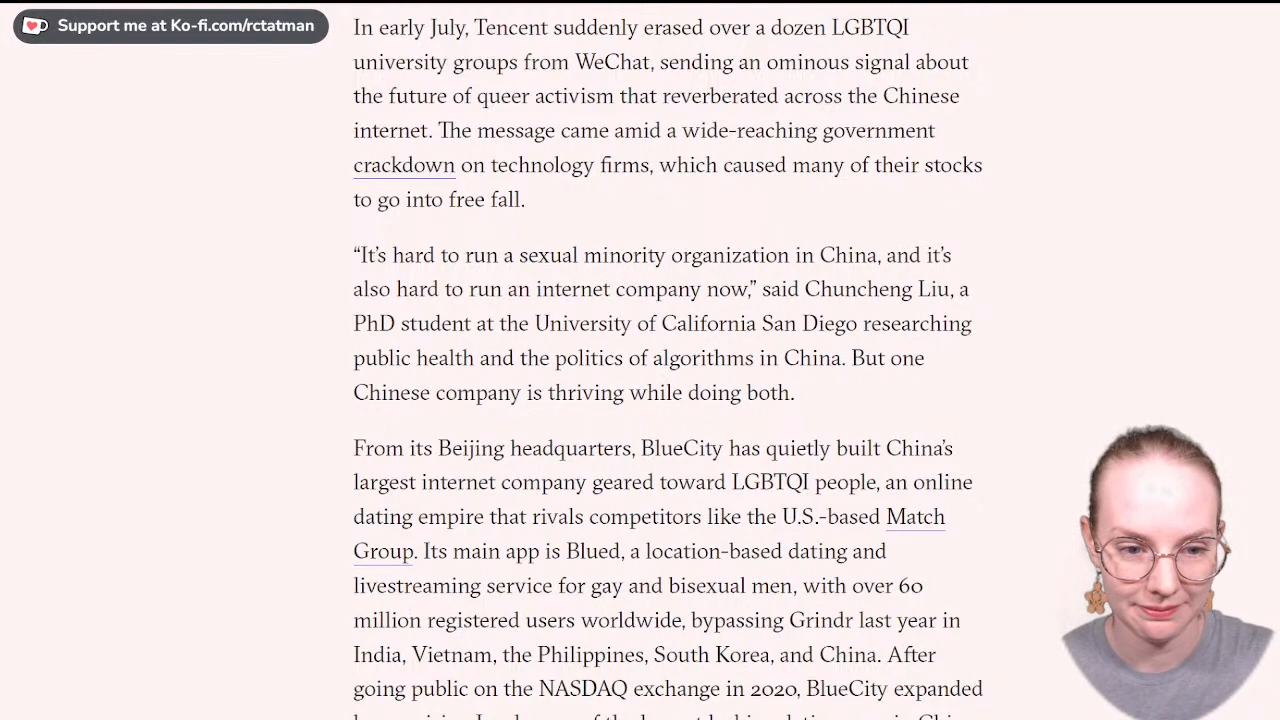 Support me at Ko-fi.com/rctatman
In early July, Tencent suddenly erased over a dozen LGBTQI
university groups from WeChat, sending an ominous signal about
the future of queer activism that reverberated across the Chinese
internet. The message came amid a wide-reaching government
crackdown on technology firms, which caused many of their stocks
to go into free fall.
“It’s hard to run a sexual minority organization in China, and it’s
also hard to run an internet company now,” said Chuncheng Liu, a
PhD student at the University of California San Diego researching
public health and the politics of algorithms in China. But one
Chinese company is thriving while doing both.
From its Beijing headquarters, BlueCity has quietly built China’s
largest internet company geared toward LGBTQI people, an online
dating empire that rivals competitors like the U.S.-based Match
Group. Its main app is Blued, a location-based dating and
livestreaming service for gay and bisexual men, with over 60
million registered users worldwide, bypassing Grindr last year in
India, Vietnam, the Philippines, South Korea, and China. After
going public on the NASDAQ exchange in 2020, BlueCity expanded